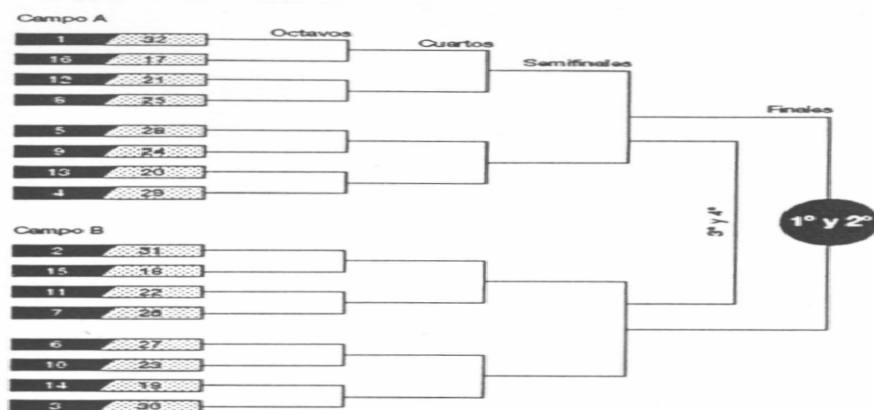 Campo A
Octavos
Cuartos
Semifinales
Finales
1 32
16 17
12 21
8 25
5 28
9 24
13 20
4 29
3º y 4º
1º y 2º
Campo B
2 31
15 18
11 22
7 26
6 27
10 23
14 19
3 30